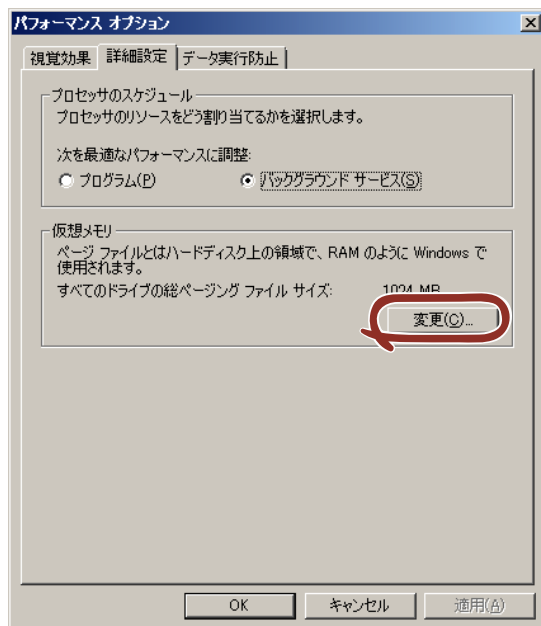 パフォーマンス オプション
視覚効果 詳細設定 データ実行防止
プロセッサのスケジュール
プロセッサのリソースをどう割り当てるかを選択します。
次を最適なパフォーマンスに調整:
プログラム(P) バックグラウンド サービス(S)
仮想メモリ
ページ ファイルとはハードディスク上の領域で、RAM のように Windows で
使用されます。
すべてのドライブの総ページング ファイル サイズ: 1024 MB
変更(C)...
OK キャンセル 適用(A)